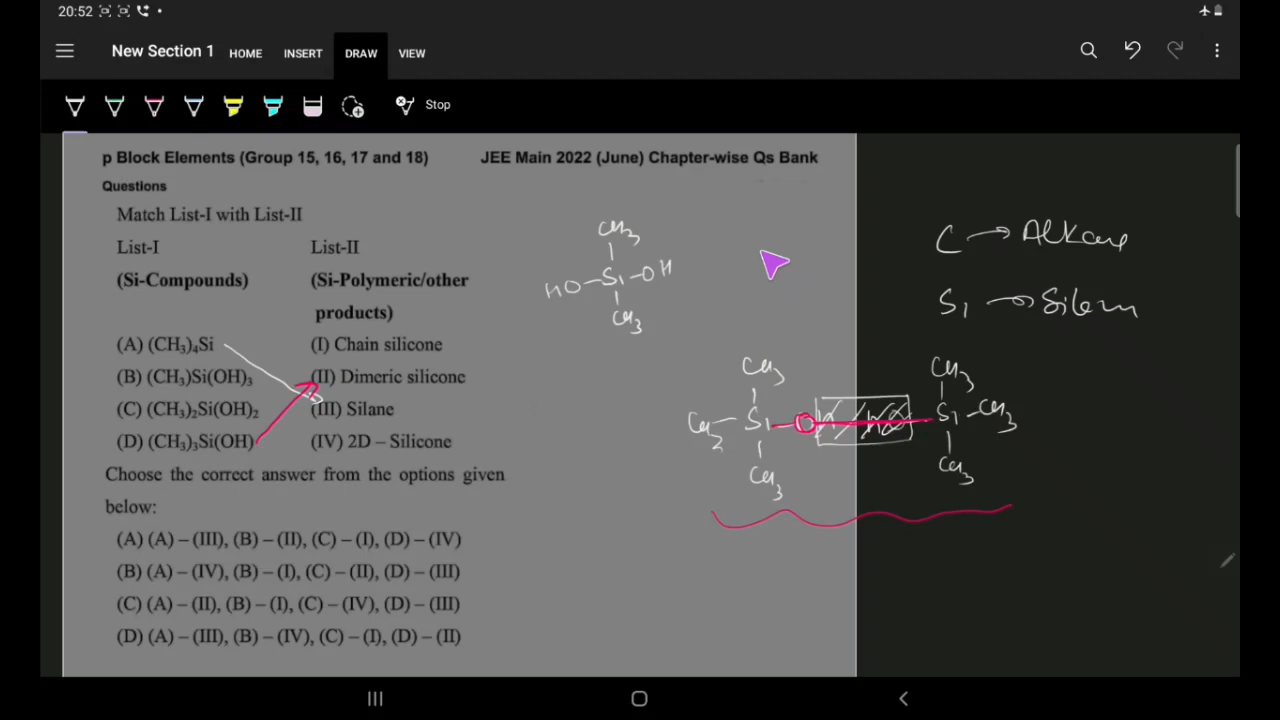 20:52
New Section 1 HOME INSERT DRAW VIEW
Stop
p Block Elements (Group 15, 16, 17 and 18) JEE Main 2022 (June) Chapter-wise Qs Bank
Questions
Match List-I with List-II
List-I List-II
(Si-Compounds) (Si-Polymeric/other
products)
(A) (CH₃)₄Si (I) Chain silicone
(B) (CH₃)Si(OH)₃ (II) Dimeric silicone
(C) (CH₃)₂Si(OH)₂ (III) Silane
(D) (CH₃)₃Si(OH) (IV) 2D – Silicone
Choose the correct answer from the options given
below:
(A) (A) – (III), (B) – (II), (C) – (I), (D) – (IV)
(B) (A) – (IV), (B) – (I), (C) – (II), (D) – (III)
(C) (A) – (II), (B) – (I), (C) – (IV), (D) – (III)
(D) (A) – (III), (B) – (IV), (C) – (I), (D) – (II)
CH₃
HO–Si–OH
CH₃
C → Alkane
Si →
CH₃ CH₃
CH₃–Si–O Si–CH₃
CH₃ CH₃